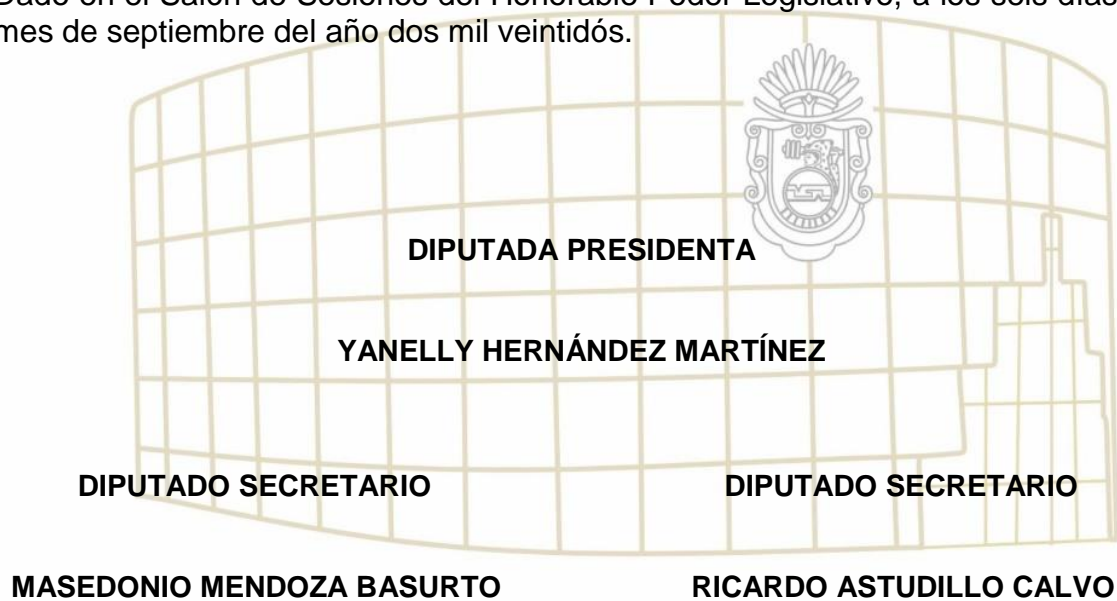 Dado en el Salón de Sesiones del Honorable Poder Legislativo, a los seis días
mes de septiembre del año dos mil veintidós.
DIPUTADA PRESIDENTA
YANELLY HERNÁNDEZ MARTÍNEZ
DIPUTADO SECRETARIO DIPUTADO SECRETARIO
MASEDONIO MENDOZA BASURTO RICARDO ASTUDILLO CALVO